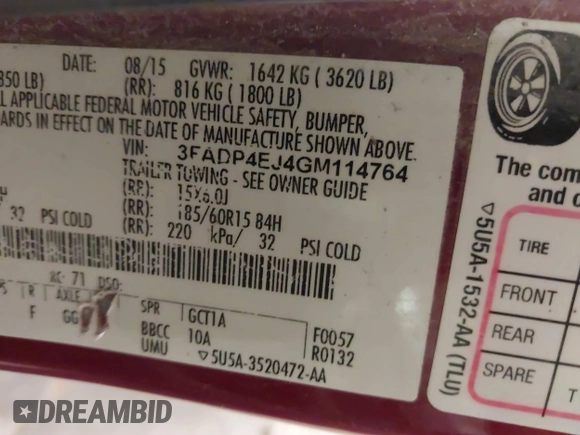 DATE: 08/15 GVWR: 1642 KG ( 3620 LB)
850 LB) (RR): 816 KG ( 1800 LB)
APPLICABLE FEDERAL MOTOR VEHICLE SAFETY, BUMPER,
ARDS IN EFFECT ON THE DATE OF MANUFACTURE SHOWN ABOVE.
VIN: 3FADP4EJ4GM114764
TRAILER TOWING - SEE OWNER GUIDE
(RR): 15X6.0J
(RR): 185/60R15 84H
32 PSI COLD (RR): 220 kPa/ 32 PSI COLD
RC: 71 DSO:
R AXLE SPR GCT1A F0057
F GG BBCC 10A R0132
UMU ▽5U5A-3520472-AA
The com
and c
▽5U5A-1532-AA (TLU)
TIRE
FRONT
REAR
SPARE T
DREAMBID